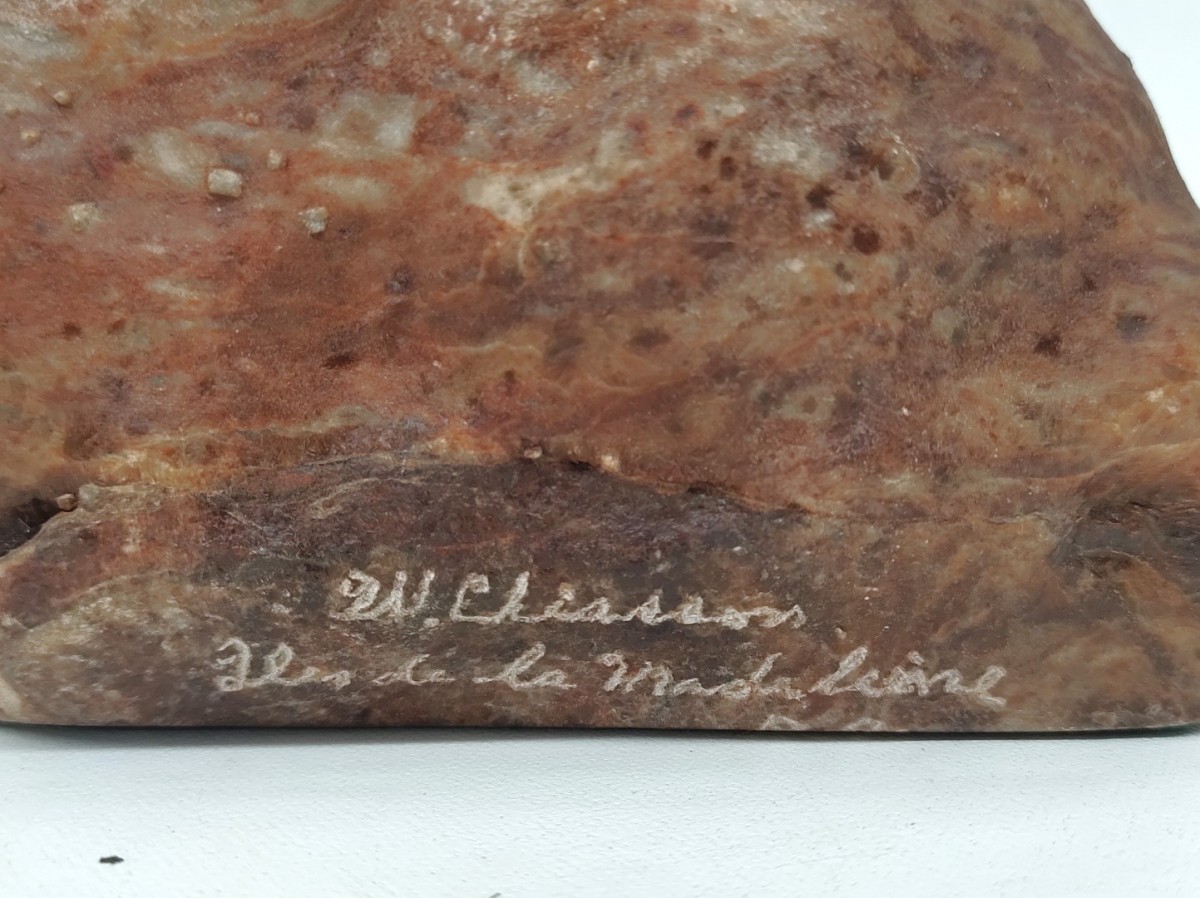 W. Chiasson
Iles de la Madeleine